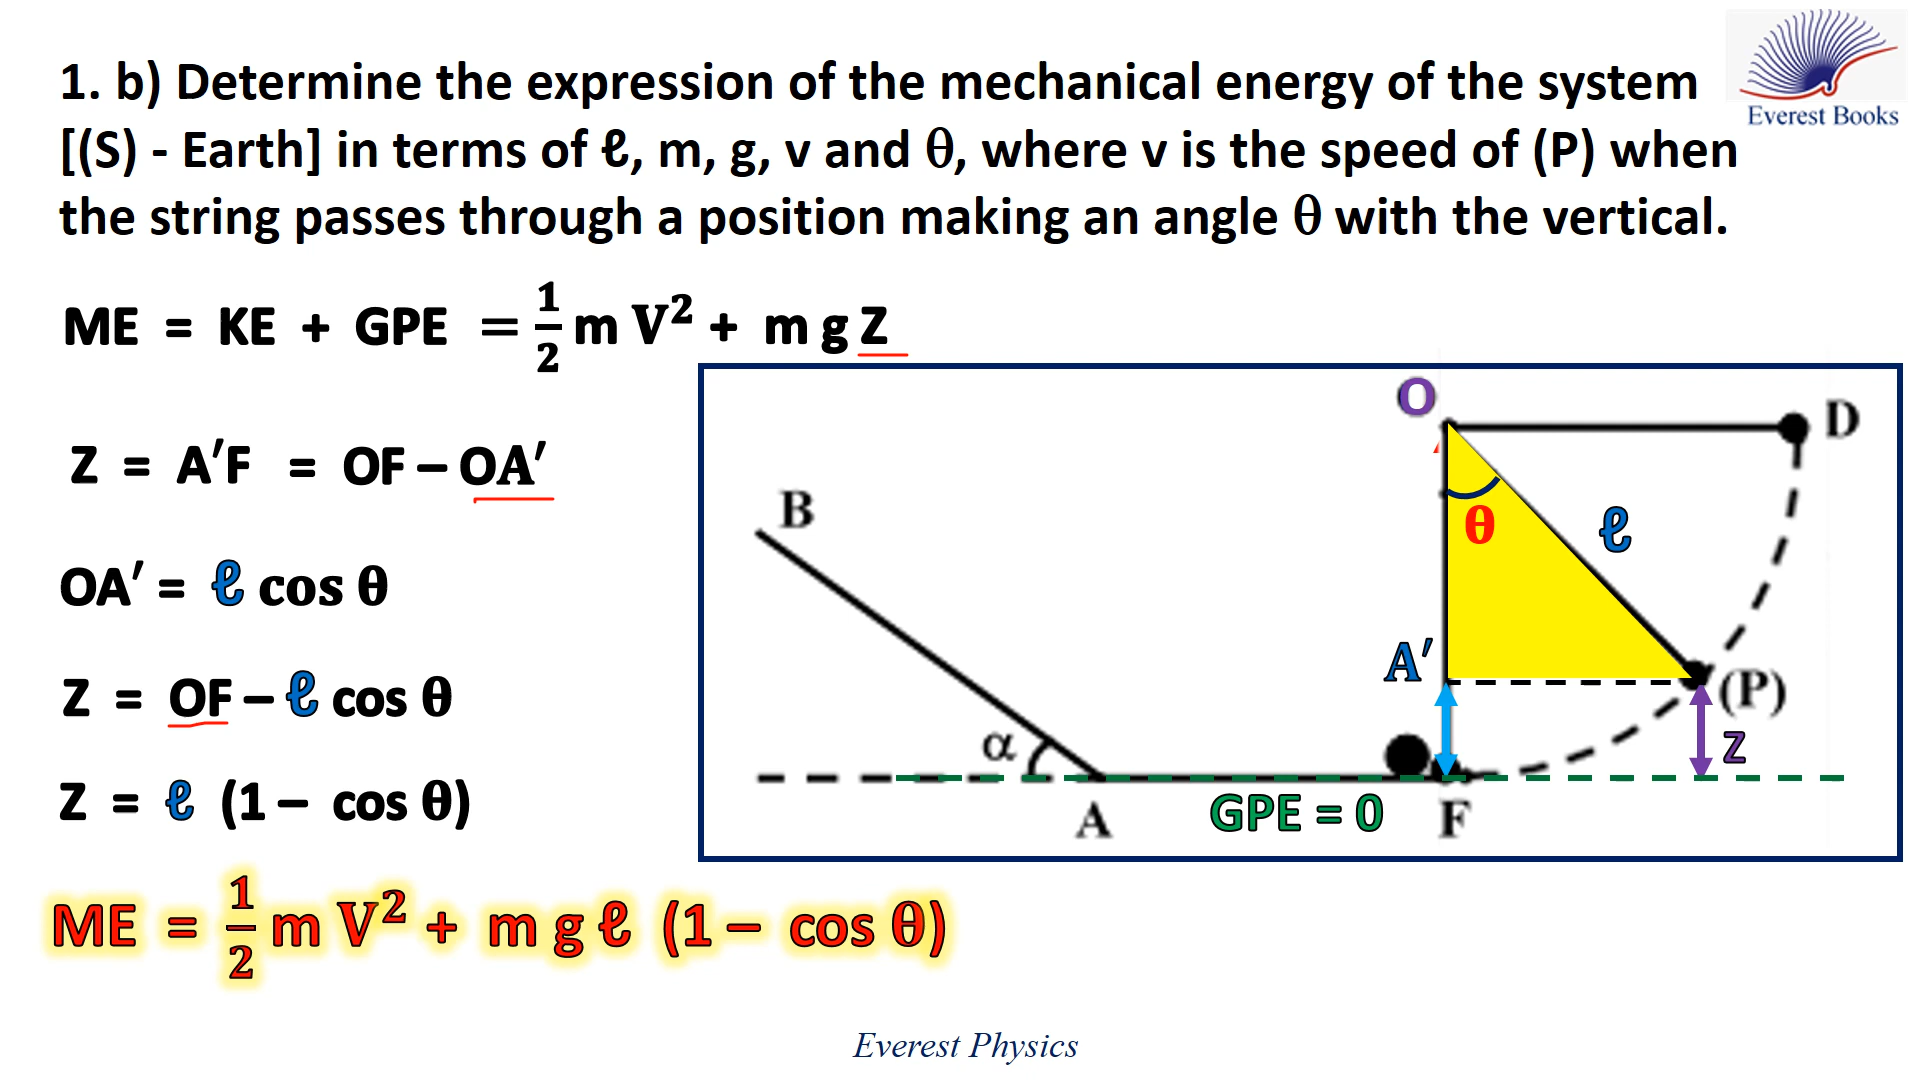 1. b) Determine the expression of the mechanical energy of the system
[(S) - Earth] in terms of ℓ, m, g, v and θ, where v is the speed of (P) when
the string passes through a position making an angle θ with the vertical.
Everest Books
ME = KE + GPE = 1/2 m V² + m g Z
Z = A′F = OF – OA′
OA′ = ℓ cos θ
Z = OF – ℓ cos θ
Z = ℓ (1 – cos θ)
ME = 1/2 m V² + m g ℓ (1 – cos θ)
O
D
B
θ
ℓ
A′
(P)
α
Z
A
GPE = 0
F
Everest Physics